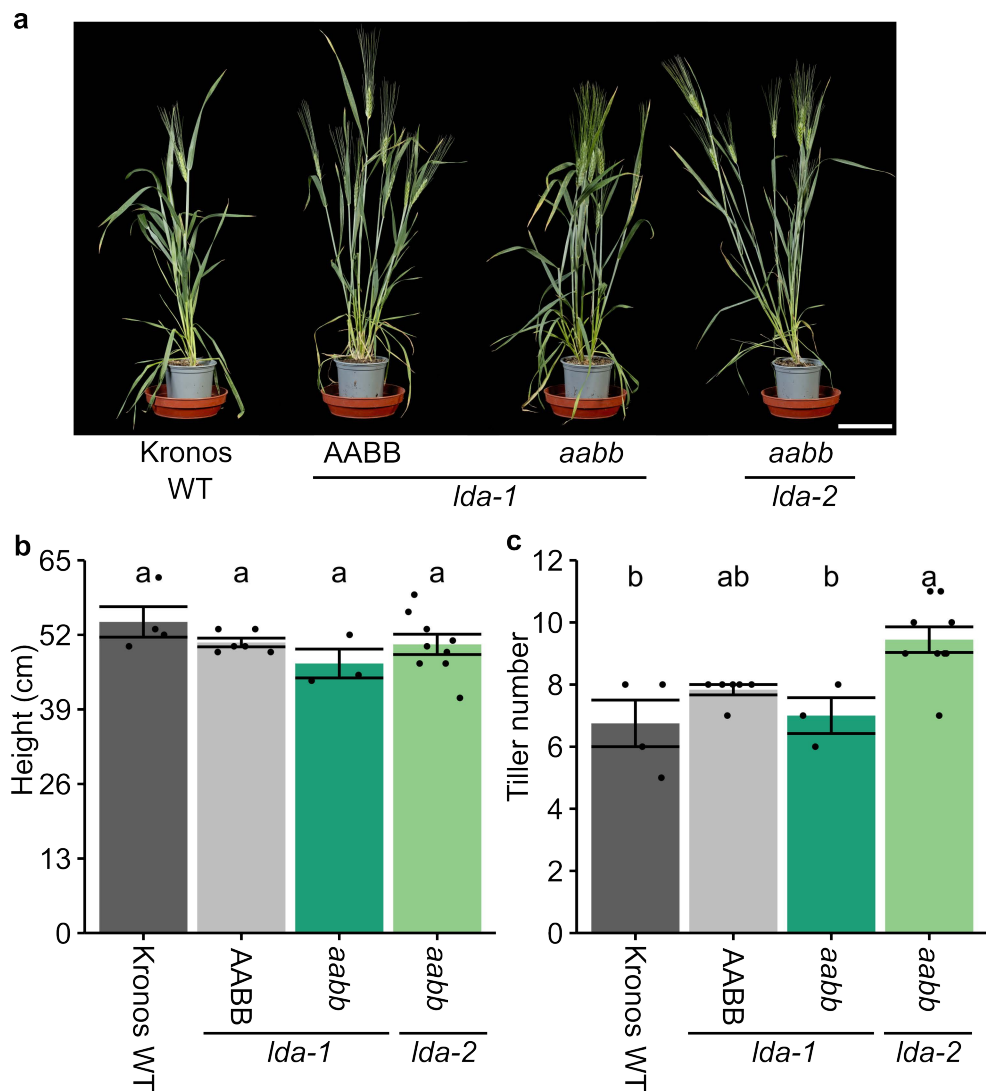 a
Kronos
WT
AABB
aabb
aabb
lda-1
lda-2
b
Height (cm)
65
52
39
26
13
0
a
a
a
a
Kronos WT
AABB
aabb
aabb
lda-1
lda-2
c
Tiller number
12
10
8
6
4
2
0
b
ab
b
a
Kronos WT
AABB
aabb
aabb
lda-1
lda-2